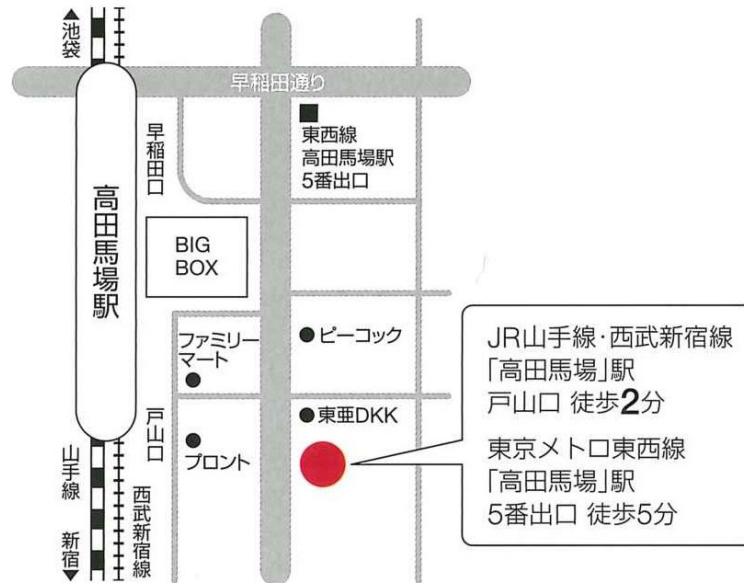 ▲池袋
早稲田通り
早稲田口
東西線
高田馬場駅
5番出口
高田馬場駅
BIG
BOX
ファミリー
マート
ピーコック
戸山口
プロント
東亜DKK
山手線
西武新宿線
新宿▼
JR山手線・西武新宿線
「高田馬場」駅
戸山口 徒歩2分
東京メトロ東西線
「高田馬場」駅
5番出口 徒歩5分